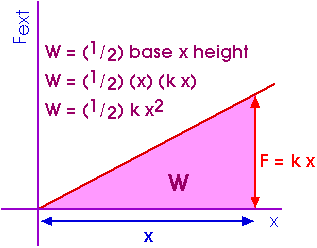 Fext
W = (1/2) base x height
W = (1/2) (x) (k x)
W = (1/2) k x²
F = k x
W
x
x